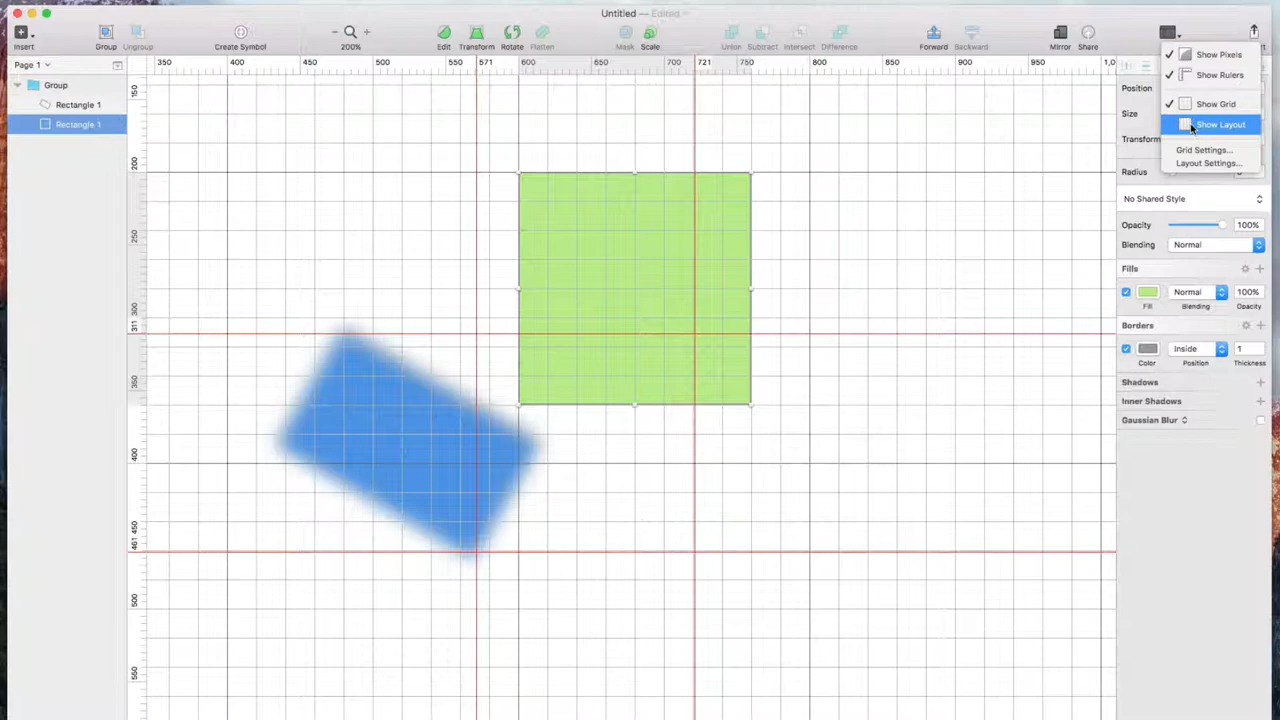 Untitled — Edited
Insert
Group
Ungroup
Create Symbol
200%
Edit
Transform
Rotate
Flatten
Mask
Scale
Union
Subtract
Intersect
Difference
Forward
Backward
Mirror
Share
Page 1
350 400 450 500 550 571 600 650 700 721 750 800 850 900 950 1,0
Group
Rectangle 1
Rectangle 1
150
200
250
300
311
350
400
450
461
500
550
Show Pixels
Show Rulers
Show Grid
Show Layout
Grid Settings...
Layout Settings...
Position
Size
Transform
Radius
No Shared Style
Opacity 100%
Blending Normal
Fills
Normal 100%
Fill Blending Opacity
Borders
Inside 1
Color Position Thickness
Shadows
Inner Shadows
Gaussian Blur